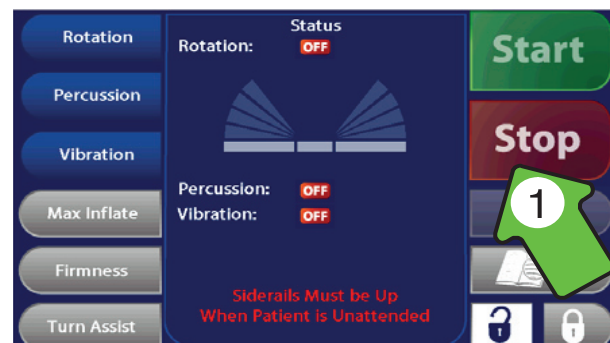 Rotation
Percussion
Vibration
Max Inflate
Firmness
Turn Assist
Status
Rotation: OFF
Percussion: OFF
Vibration: OFF
Siderails Must be Up
When Patient is Unattended
Start
Stop
1